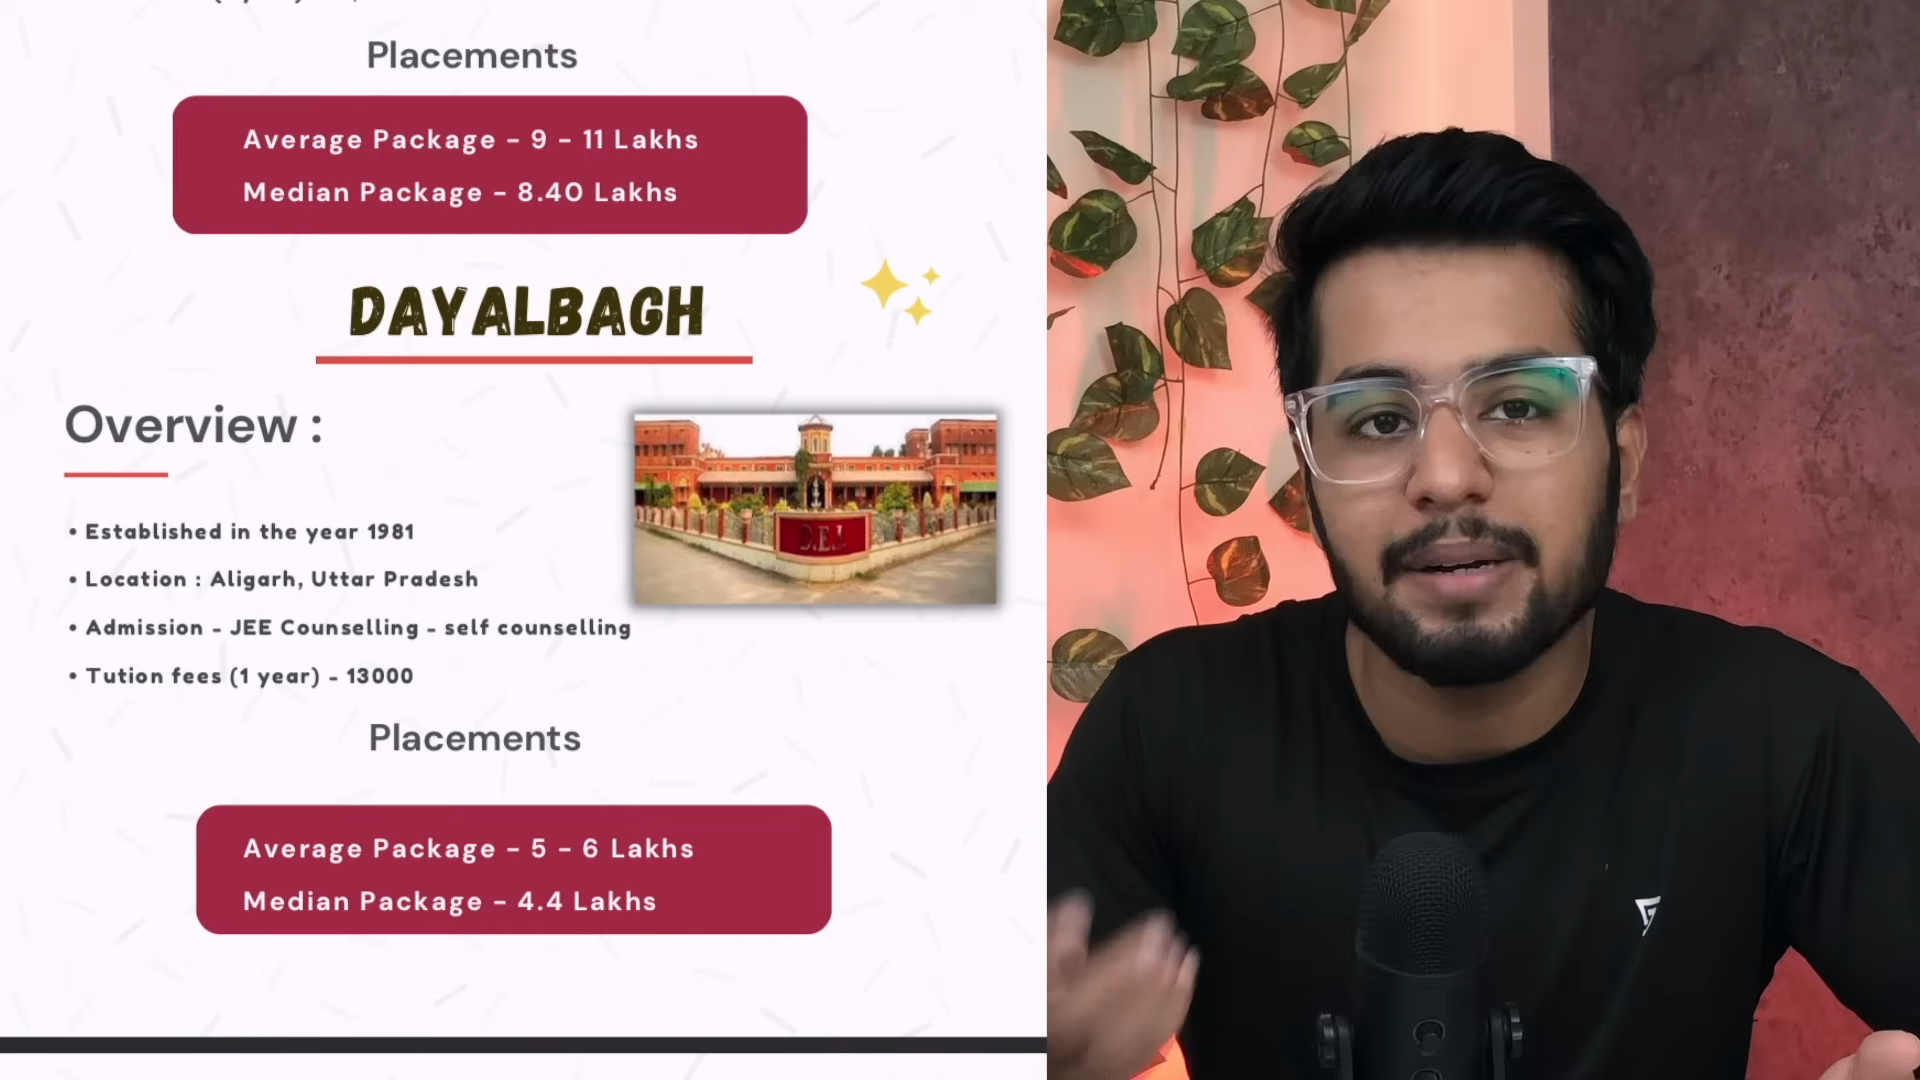 Placements
Average Package - 9 - 11 Lakhs
Median Package - 8.40 Lakhs
DAYALBAGH
Overview :
• Established in the year 1981
• Location : Aligarh, Uttar Pradesh
• Admission - JEE Counselling - self counselling
• Tution fees (1 year) - 13000
D.E.I.
Placements
Average Package - 5 - 6 Lakhs
Median Package - 4.4 Lakhs